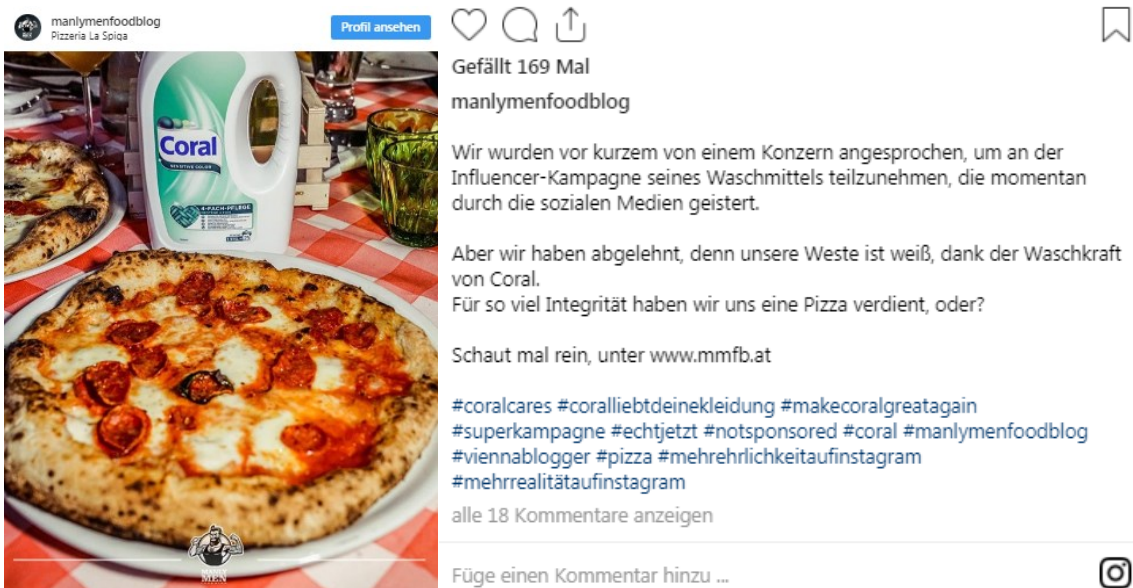 manlymenfoodblog
Pizzeria La Spiga
Profil ansehen
Coral
SENSITIVE COLOR
4-FACH-PFLEGE
MANLY
MEN
Gefällt 169 Mal
manlymenfoodblog
Wir wurden vor kurzem von einem Konzern angesprochen, um an der
Influencer-Kampagne seines Waschmittels teilzunehmen, die momentan
durch die sozialen Medien geistert.
Aber wir haben abgelehnt, denn unsere Weste ist weiß, dank der Waschkraft
von Coral.
Für so viel Integrität haben wir uns eine Pizza verdient, oder?
Schaut mal rein, unter www.mmfb.at
#coralcares #coralliebtdeinekleidung #makecoralgreatagain
#superkampagne #echtjetzt #notsponsored #coral #manlymenfoodblog
#viennablogger #pizza #mehrehrlichkeitaufinstagram
#mehrrealitätaufinstagram
alle 18 Kommentare anzeigen
Füge einen Kommentar hinzu ...